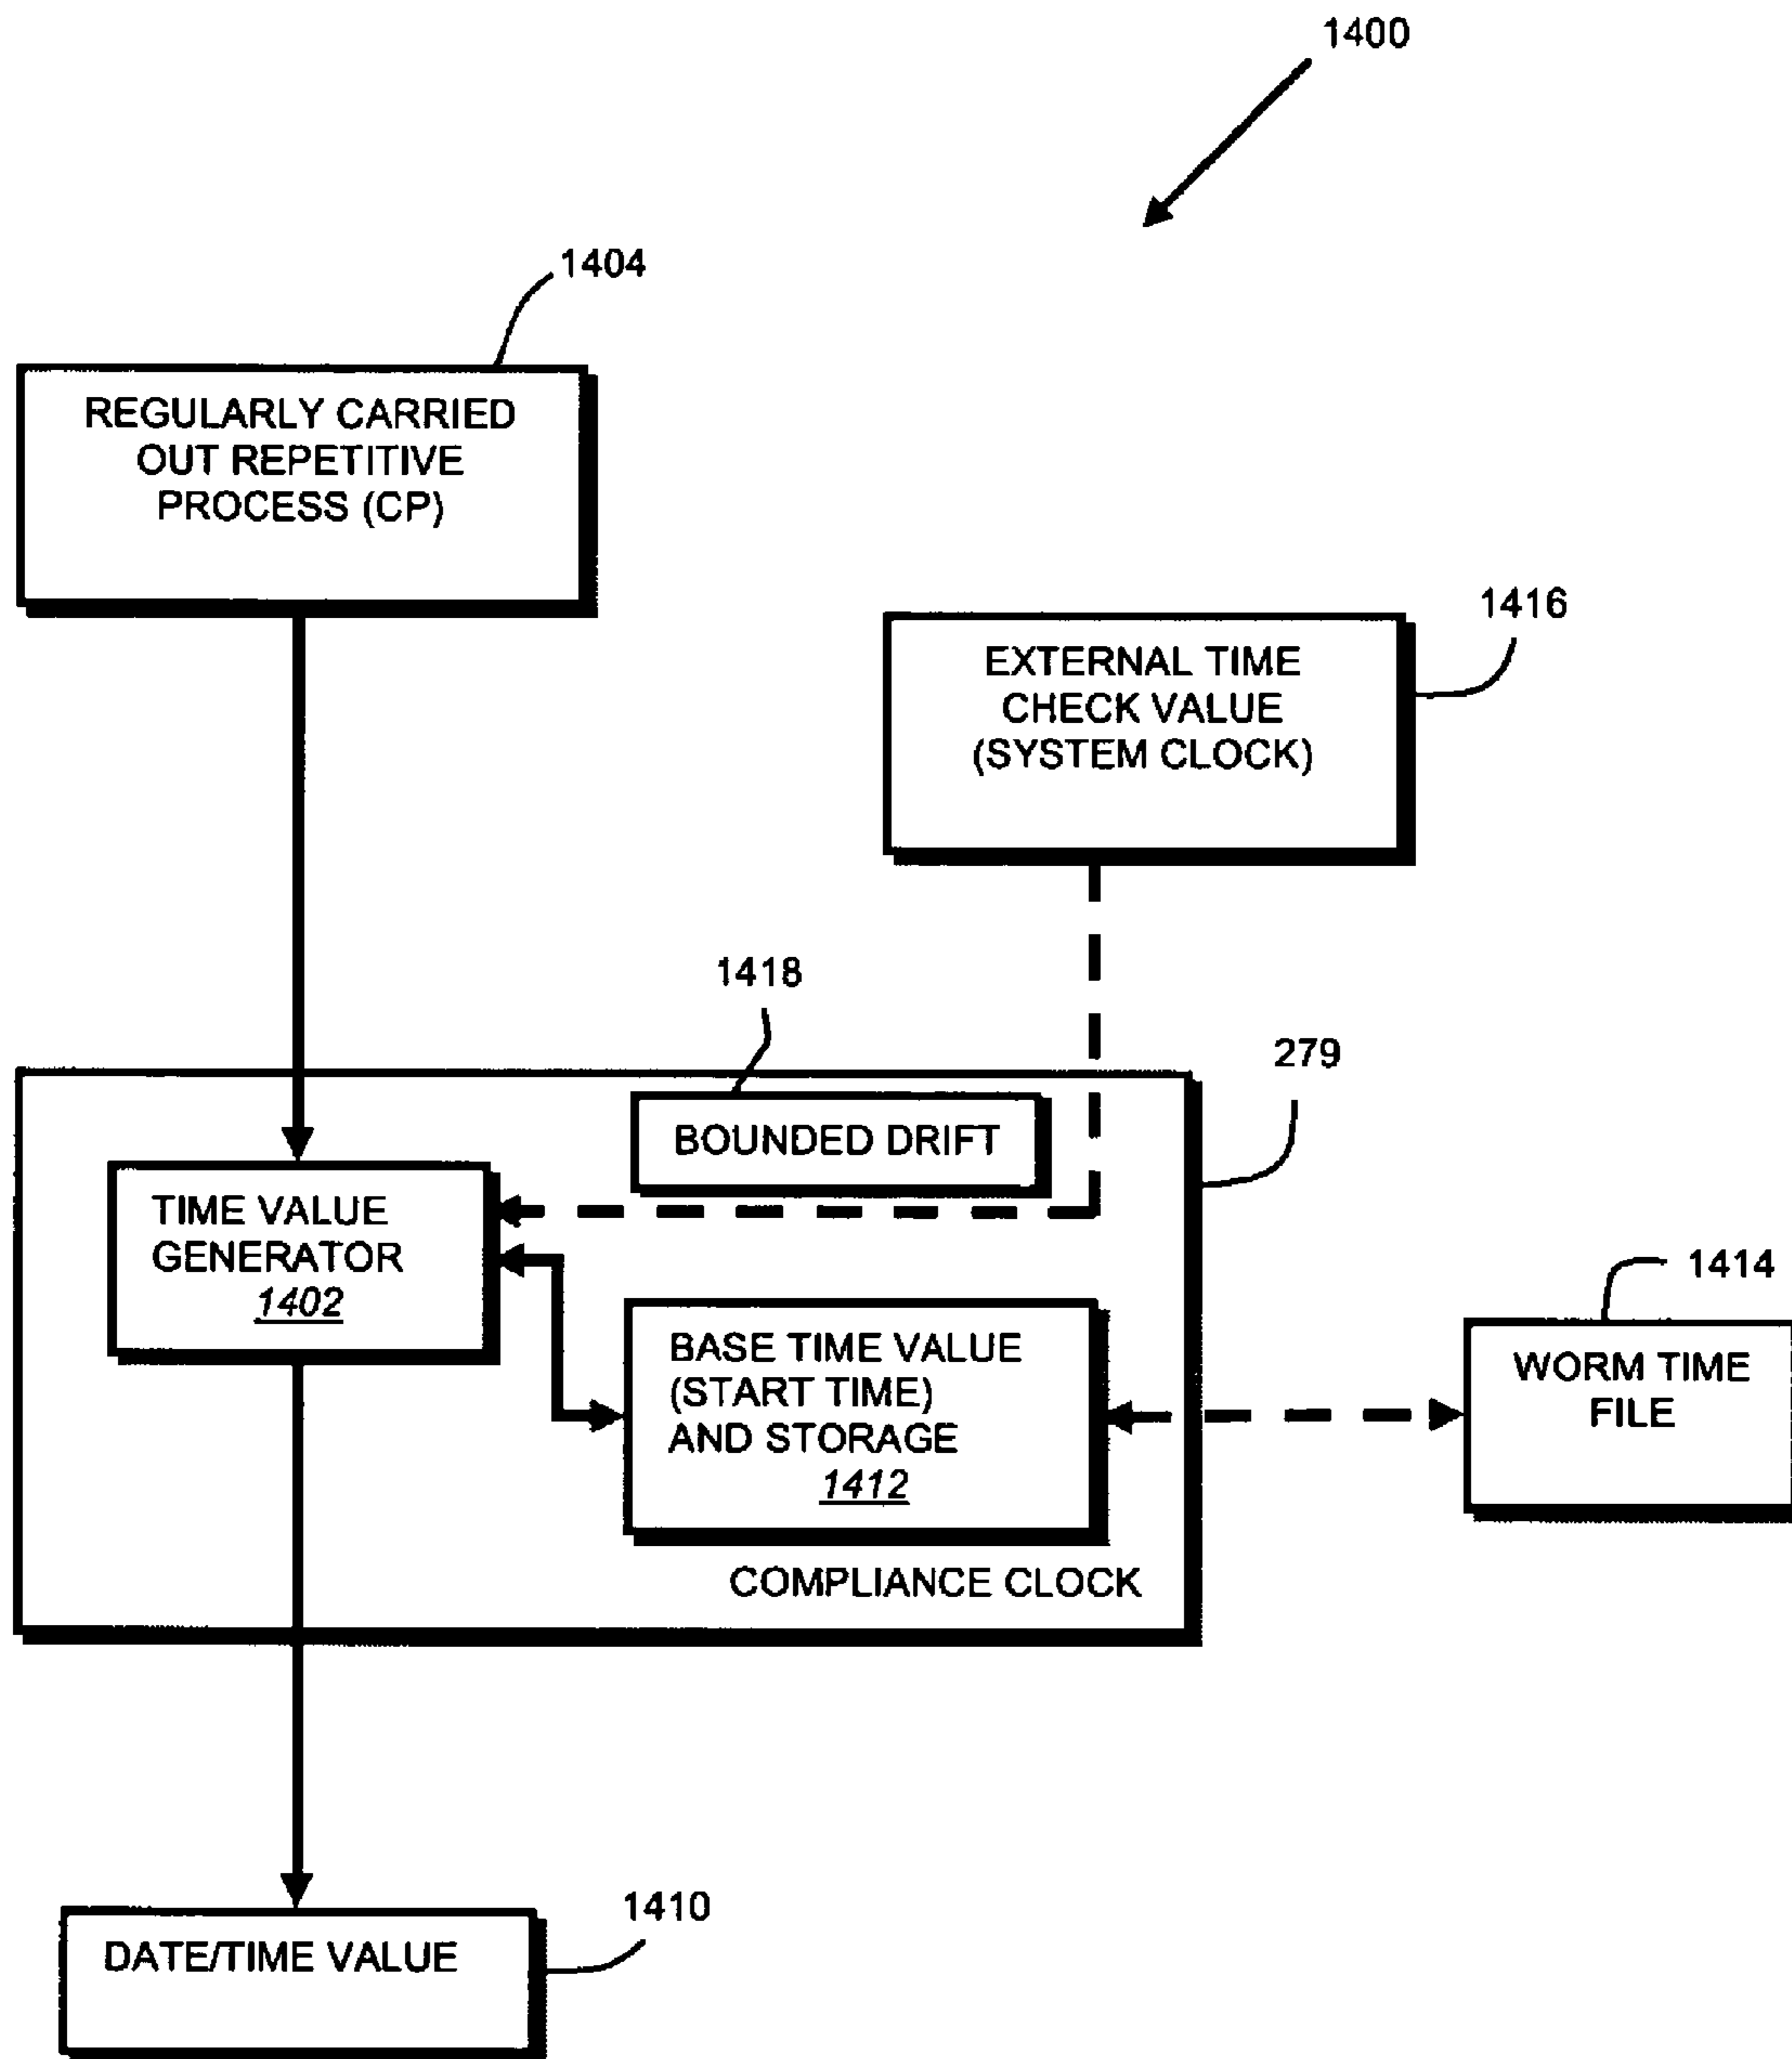 1400
1404
REGULARLY CARRIED
OUT REPETITIVE
PROCESS (CP)
1416
EXTERNAL TIME
CHECK VALUE
(SYSTEM CLOCK)
1418
279
BOUNDED DRIFT
TIME VALUE
GENERATOR
1402
1414
BASE TIME VALUE
(START TIME)
AND STORAGE
1412
WORM TIME
FILE
COMPLIANCE CLOCK
1410
DATE/TIME VALUE